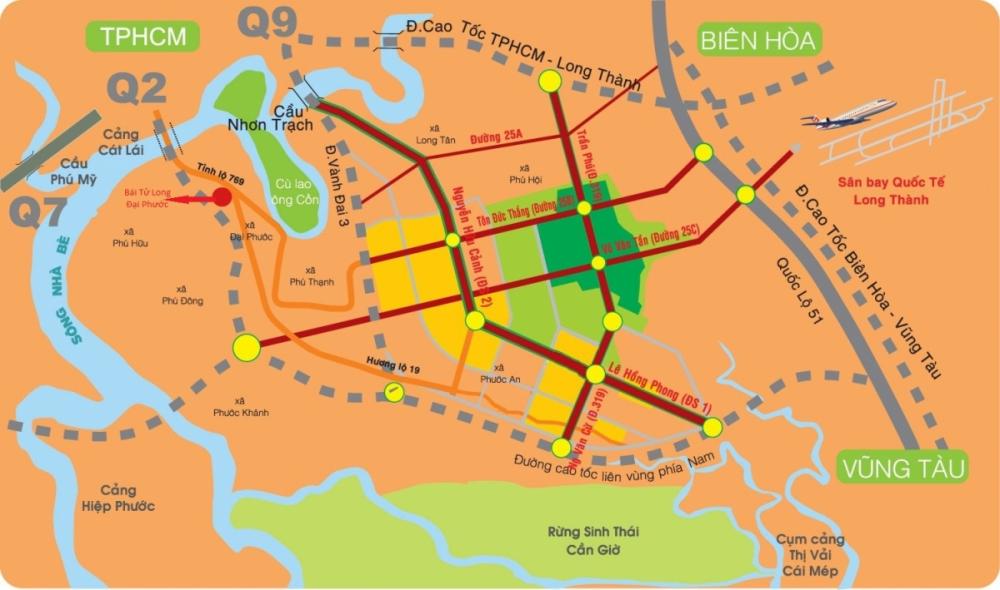 TPHCM
Q9
Đ.Cao Tốc TPHCM - Long Thành
BIÊN HÒA
Q2
Cảng
Cát Lái
Cầu
Phú Mỹ
Q7
Cầu
Nhơn Trạch
xã
Long Tân
Đường 25A
Trần Phú(Đ.319)
Sân bay Quốc Tế
Long Thành
Tỉnh lộ 769
Bái Tử Long
Đại Phước
Cù lao
ông Cồn
Đ.Vành Đai 3
xã
Phú Hội
xã
Phú Hữu
xã
Đại Phước
Tôn Đức Thắng (Đường 25B)
Nguyễn Hữu Cảnh (ĐS 2)
Võ Văn Tần (Đường 25C)
Đ.Cao Tốc Biên Hòa - Vũng Tàu
Quốc Lộ 51
SÔNG NHÀ BÈ
xã
Phú Thạnh
xã
Phú Đông
Hương lộ 19
xã
Phước An
Lê Hồng Phong (ĐS 1)
xã
Phước Khánh
Văn Cừ (Đ.319)
Đường cao tốc liên vùng phía Nam
VŨNG TÀU
Cảng
Hiệp Phước
Rừng Sinh Thái
Cần Giờ
Cụm cảng
Thị Vải
Cái Mép